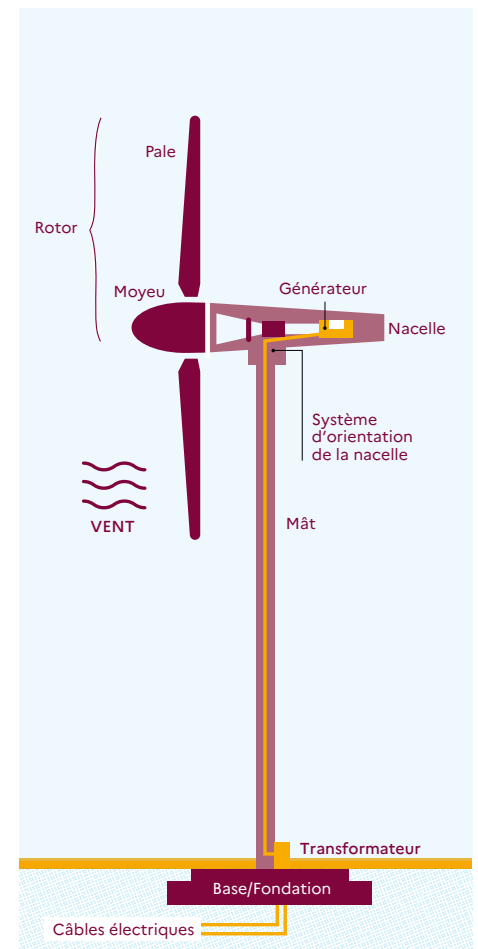 Pale
Rotor
Moyeu
Générateur
Nacelle
Système
d'orientation
de la nacelle
VENT
Mât
Transformateur
Base/Fondation
Câbles électriques